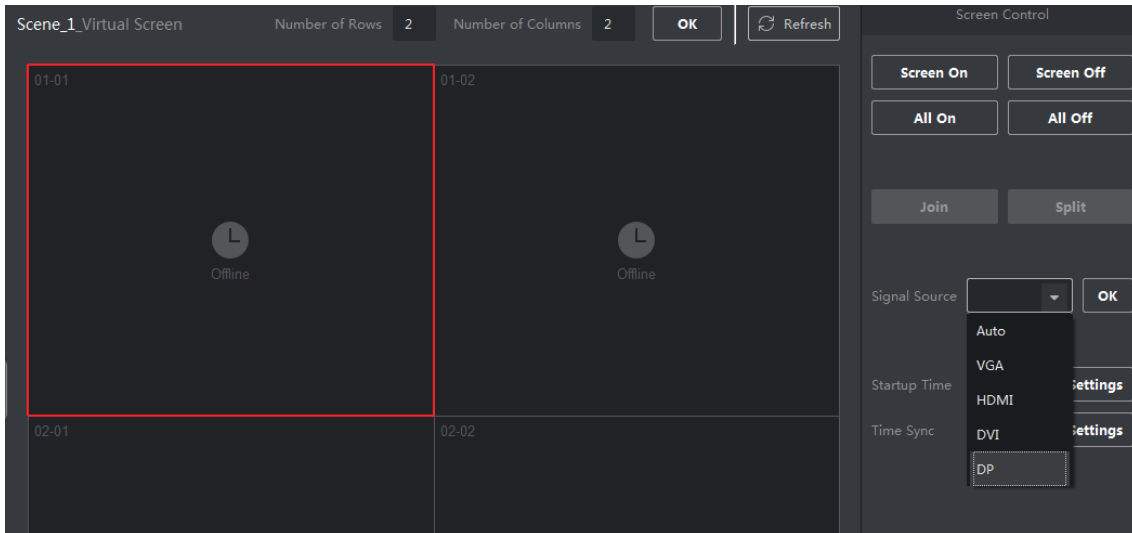 Scene_1_Virtual Screen Number of Rows 2 Number of Columns 2 OK Refresh
Screen Control
01-01 01-02
Screen On Screen Off
All On All Off
Join Split
Offline Offline
Signal Source OK
Auto
VGA
Startup Time Settings
HDMI
02-01 02-02
Time Sync Settings
DVI
DP